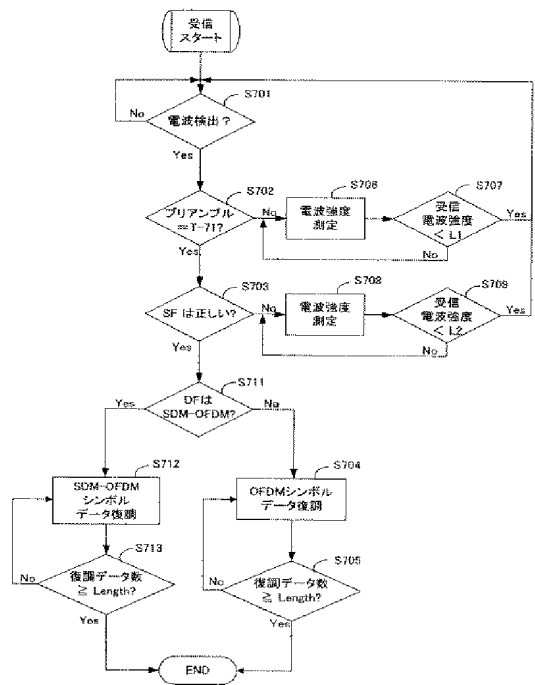 受信
スタート
S701
電波検出？
No
Yes
S702
プリアンブル
＝T-71?
No
Yes
S706
電波強度
測定
S707
受信
電波強度
< L1
Yes
No
S703
SF は正しい?
No
Yes
S708
電波強度
測定
S709
受信
電波強度
< L2
Yes
No
S711
DFは
SDM-OFDM?
Yes
No
S712
SDM-OFDM
シンボル
データ復調
S704
OFDMシンボル
データ復調
S713
復調データ数
≧ Length?
No
Yes
S705
復調データ数
≧ Length?
No
Yes
END